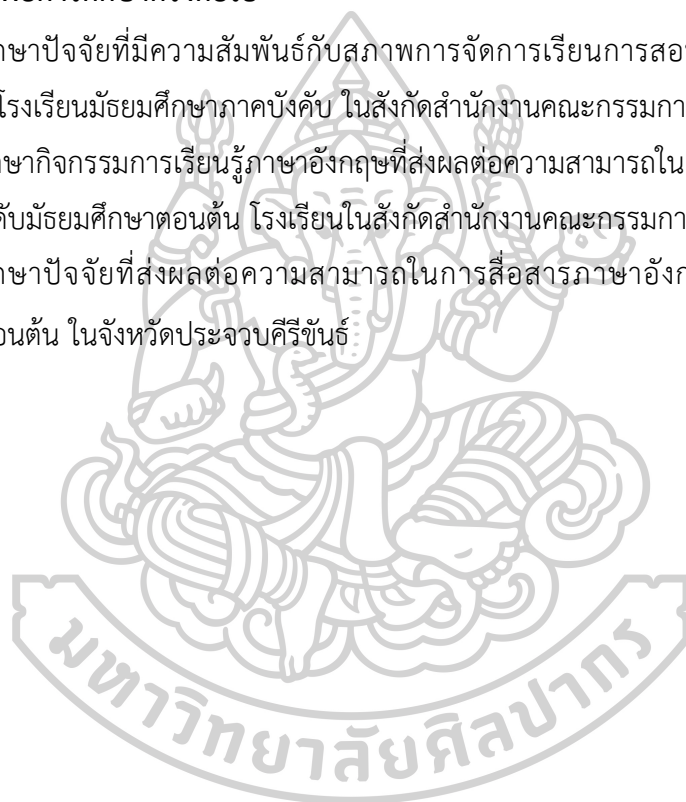 กษาปัจจัยที่มีความสัมพันธ์กับสภาพการจัดการเรียนการสอ
โรงเรียนมัธยมศึกษาภาคบังคับ ในสังกัดสำนักงานคณะกรรมกา
ษากิจกรรมการเรียนรู้ภาษาอังกฤษที่ส่งผลต่อความสามารถใน
ับมัธยมศึกษาตอนต้น โรงเรียนในสังกัดสำนักงานคณะกรรมกา
กษาปัจจัยที่ส่งผลต่อความสามารถในการสื่อสารภาษาอังก
อนต้น ในจังหวัดประจวบคีรีขันธ์
มหาวิทยาลัยศิลปากร